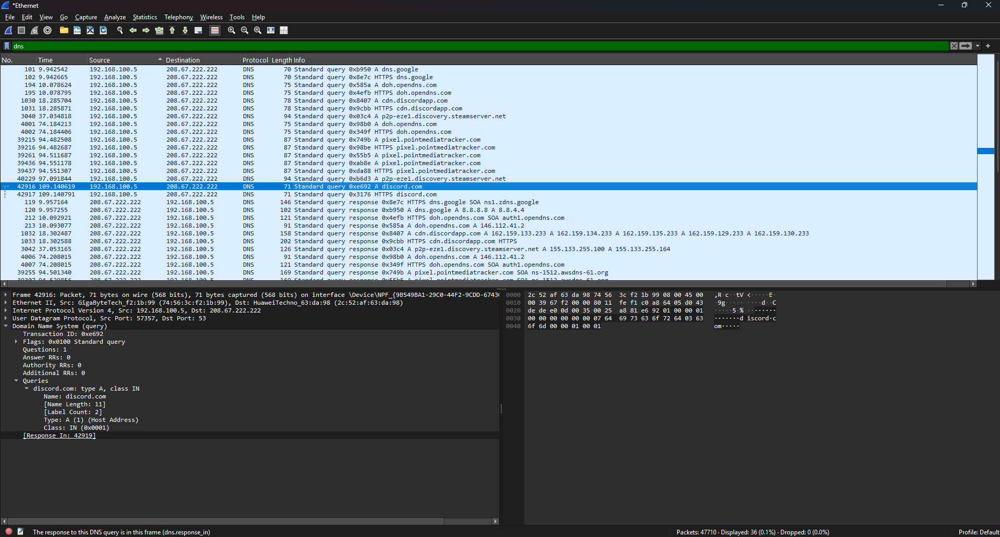 *Ethernet
File Edit View Go Capture Analyze Statistics Telephony Wireless Tools Help
dns
No. Time Source Destination Protocol Length Info
101 9.942542 192.168.100.5 208.67.222.222 DNS 70 Standard query 0xb950 A dns.google
102 9.942665 192.168.100.5 208.67.222.222 DNS 70 Standard query 0x8e7c HTTPS dns.google
194 10.078624 192.168.100.5 208.67.222.222 DNS 75 Standard query 0x585a A doh.opendns.com
195 10.078795 192.168.100.5 208.67.222.222 DNS 75 Standard query 0x4efb HTTPS doh.opendns.com
1030 18.285704 192.168.100.5 208.67.222.222 DNS 78 Standard query 0x8407 A cdn.discordapp.com
1031 18.285871 192.168.100.5 208.67.222.222 DNS 78 Standard query 0x9cbb HTTPS cdn.discordapp.com
3040 37.034818 192.168.100.5 208.67.222.222 DNS 94 Standard query 0x03c4 A p2p-eze1.discovery.steamserver.net
4001 74.184213 192.168.100.5 208.67.222.222 DNS 75 Standard query 0x98b0 A doh.opendns.com
4002 74.184406 192.168.100.5 208.67.222.222 DNS 75 Standard query 0x349f HTTPS doh.opendns.com
39215 94.482508 192.168.100.5 208.67.222.222 DNS 87 Standard query 0x749b A pixel.pointmediatracker.com
39216 94.482687 192.168.100.5 208.67.222.222 DNS 87 Standard query 0x98be HTTPS pixel.pointmediatracker.com
39261 94.511687 192.168.100.5 208.67.222.222 DNS 87 Standard query 0x55b5 A pixel.pointmediatracker.com
39436 94.551178 192.168.100.5 208.67.222.222 DNS 87 Standard query 0xab8e A pixel.pointmediatracker.com
39437 94.551307 192.168.100.5 208.67.222.222 DNS 87 Standard query 0xda88 HTTPS pixel.pointmediatracker.com
40229 97.091844 192.168.100.5 208.67.222.222 DNS 94 Standard query 0xb6d3 A p2p-eze1.discovery.steamserver.net
42916 109.140619 192.168.100.5 208.67.222.222 DNS 71 Standard query 0xe692 A discord.com
42917 109.140791 192.168.100.5 208.67.222.222 DNS 71 Standard query 0x3176 HTTPS discord.com
119 9.957164 208.67.222.222 192.168.100.5 DNS 146 Standard query response 0x8e7c HTTPS dns.google SOA ns1.zdns.google
120 9.957255 208.67.222.222 192.168.100.5 DNS 102 Standard query response 0xb950 A dns.google A 8.8.8.8 A 8.8.4.4
212 10.092921 208.67.222.222 192.168.100.5 DNS 121 Standard query response 0x4efb HTTPS doh.opendns.com SOA auth1.opendns.com
213 10.093077 208.67.222.222 192.168.100.5 DNS 91 Standard query response 0x585a A doh.opendns.com A 146.112.41.2
1032 18.302487 208.67.222.222 192.168.100.5 DNS 158 Standard query response 0x8407 A cdn.discordapp.com A 162.159.133.233 A 162.159.134.233 A 162.159.135.233 A 162.159.129.233 A 162.159.130.233
1033 18.302588 208.67.222.222 192.168.100.5 DNS 202 Standard query response 0x9cbb HTTPS cdn.discordapp.com HTTPS
3042 37.053165 208.67.222.222 192.168.100.5 DNS 126 Standard query response 0x03c4 A p2p-eze1.discovery.steamserver.net A 155.133.255.100 A 155.133.255.164
4006 74.208015 208.67.222.222 192.168.100.5 DNS 91 Standard query response 0x98b0 A doh.opendns.com A 146.112.41.2
4007 74.208015 208.67.222.222 192.168.100.5 DNS 121 Standard query response 0x349f HTTPS doh.opendns.com SOA auth1.opendns.com
39255 94.501340 208.67.222.222 192.168.100.5 DNS 169 Standard query response 0x749b A pixel.pointmediatracker.com SOA ns-1512.awsdns-61.org
Frame 42916: Packet, 71 bytes on wire (568 bits), 71 bytes captured (568 bits) on interface \Device\NPF_{9B549BA1-29C0-44F2-9CDD-6743
Ethernet II, Src: GigaByteTech_f2:1b:99 (74:56:3c:f2:1b:99), Dst: HuaweiTechno_63:da:98 (2c:52:af:63:da:98)
Internet Protocol Version 4, Src: 192.168.100.5, Dst: 208.67.222.222
User Datagram Protocol, Src Port: 57357, Dst Port: 53
Domain Name System (query)
Transaction ID: 0xe692
Flags: 0x0100 Standard query
Questions: 1
Answer RRs: 0
Authority RRs: 0
Additional RRs: 0
Queries
discord.com: type A, class IN
Name: discord.com
[Name Length: 11]
[Label Count: 2]
Type: A (1) (Host Address)
Class: IN (0x0001)
[Response In: 42919]
0000 2c 52 af 63 da 98 74 56 3c f2 1b 99 08 00 45 00 ,R·c··tV <·····E·
0010 00 39 67 f2 00 00 80 11 fe f1 c0 a8 64 05 d0 43 ·9g····· ····d··C
0020 de de e0 0d 00 35 00 25 a8 81 e6 92 01 00 00 01 ·····5·% ········
0030 00 00 00 00 00 00 07 64 69 73 63 6f 72 64 03 63 ·······d iscord·c
0040 6f 6d 00 00 01 00 01 om·····
The response to this DNS query is in this frame (dns.response_in)
Packets: 47710 · Displayed: 36 (0.1%) · Dropped: 0 (0.0%)
Profile: Default